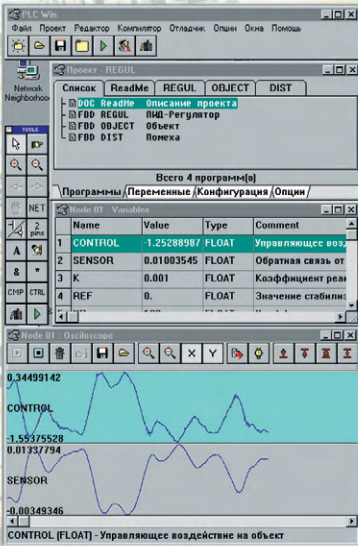 PLC Win
Файл Проект Редактор Компилятор Отладчик Опции Окна Помощь
Network
Neighborhoo
Проект - REGUL
Список ReadMe REGUL OBJECT DIST
DOC ReadMe Описание проекта
FBD REGUL ПИД-Регулятор
FBD OBJECT Объект
FBD DIST Помеха
Всего 4 программ(а)
Программы Переменные Конфигурация Опции
TOOLS
NET
2 pins
A
& *
CMP CTRL
Node 01 : Variables
Name Value Type Comment
1 CONTROL -1.25288987 FLOAT Управляющее возд
2 SENSOR 0.01003545 FLOAT Обратная связь от
3 K 0.001 FLOAT Коэффициент реак
4 REF 0. FLOAT Значение стабилиз
Node 01 : Osciloscope
X Y
0.34499142
CONTROL
-1.55375528
0.01337794
SENSOR
-0.00349346
CONTROL (FLOAT) - Управляющее воздействие на объект